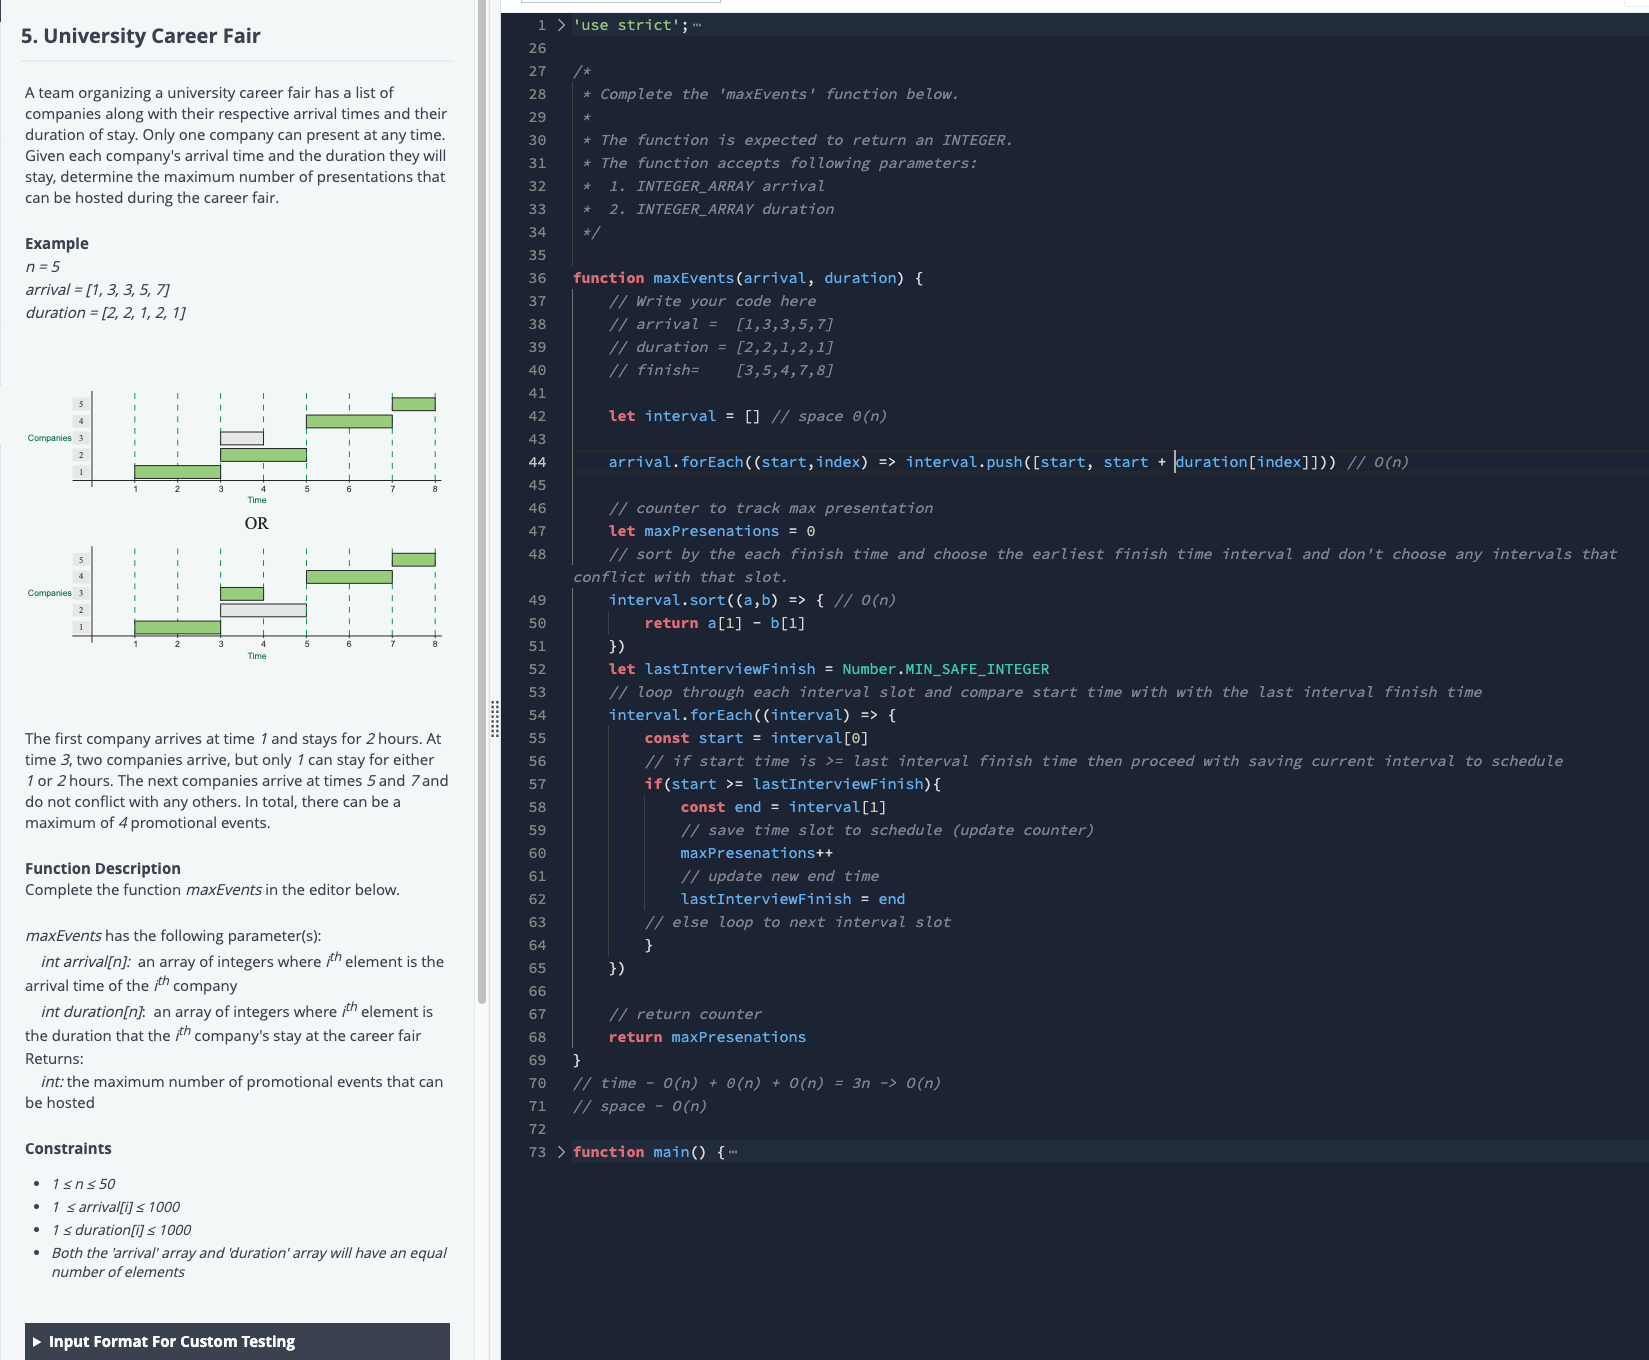 5. University Career Fair
A team organizing a university career fair has a list of
companies along with their respective arrival times and their
duration of stay. Only one company can present at any time.
Given each company's arrival time and the duration they will
stay, determine the maximum number of presentations that
can be hosted during the career fair.
Example
n = 5
arrival = [1, 3, 3, 5, 7]
duration = [2, 2, 1, 2, 1]
5
4
Companies 3
2
1
1 2 3 4 5 6 7 8
Time
OR
5
4
Companies 3
2
1
1 2 3 4 5 6 7 8
Time
The first company arrives at time 1 and stays for 2 hours. At
time 3, two companies arrive, but only 1 can stay for either
1 or 2 hours. The next companies arrive at times 5 and 7 and
do not conflict with any others. In total, there can be a
maximum of 4 promotional events.
Function Description
Complete the function maxEvents in the editor below.
maxEvents has the following parameter(s):
int arrival[n]: an array of integers where ith element is the
arrival time of the ith company
int duration[n]: an array of integers where ith element is
the duration that the ith company's stay at the career fair
Returns:
int: the maximum number of promotional events that can
be hosted
Constraints
• 1 ≤ n ≤ 50
• 1 ≤ arrival[i] ≤ 1000
• 1 ≤ duration[i] ≤ 1000
• Both the 'arrival' array and 'duration' array will have an equal
number of elements
▶ Input Format For Custom Testing
1 > 'use strict';⋯
26
27 /*
28 * Complete the 'maxEvents' function below.
29 *
30 * The function is expected to return an INTEGER.
31 * The function accepts following parameters:
32 * 1. INTEGER_ARRAY arrival
33 * 2. INTEGER_ARRAY duration
34 */
35
36 function maxEvents(arrival, duration) {
37 // Write your code here
38 // arrival = [1,3,3,5,7]
39 // duration = [2,2,1,2,1]
40 // finish= [3,5,4,7,8]
41
42 let interval = [] // space 0(n)
43
44 arrival.forEach((start,index) => interval.push([start, start + duration[index]])) // O(n)
45
46 // counter to track max presentation
47 let maxPresenations = 0
48 // sort by the each finish time and choose the earliest finish time interval and don't choose any intervals that
conflict with that slot.
49 interval.sort((a,b) => { // O(n)
50 return a[1] - b[1]
51 })
52 let lastInterviewFinish = Number.MIN_SAFE_INTEGER
53 // loop through each interval slot and compare start time with with the last interval finish time
54 interval.forEach((interval) => {
55 const start = interval[0]
56 // if start time is >= last interval finish time then proceed with saving current interval to schedule
57 if(start >= lastInterviewFinish){
58 const end = interval[1]
59 // save time slot to schedule (update counter)
60 maxPresenations++
61 // update new end time
62 lastInterviewFinish = end
63 // else loop to next interval slot
64 }
65 })
66
67 // return counter
68 return maxPresenations
69 }
70 // time - O(n) + 0(n) + O(n) = 3n -> O(n)
71 // space - O(n)
72
73 > function main() {⋯